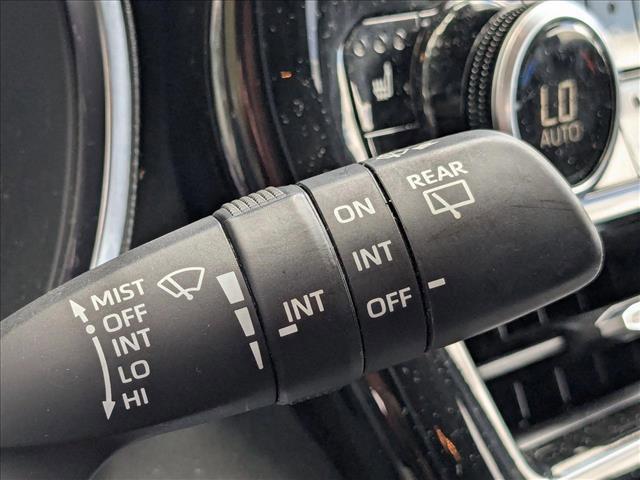 MIST
OFF
INT
LO
HI
INT
ON
INT
OFF
REAR
LO
AUTO